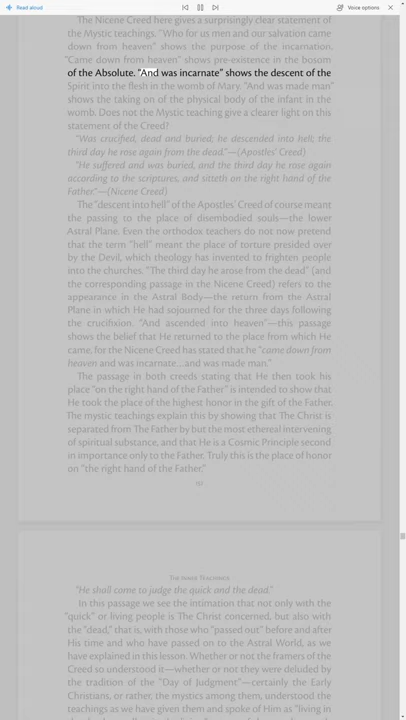 Read aloud
Voice options
The Nicene Creed here gives a surprisingly clear statement of
the Mystic teachings. "Who for us men and our salvation came
down from heaven" shows the purpose of the incarnation.
"Came down from heaven" shows pre-existence in the bosom
of the Absolute. "And was incarnate" shows the descent of the
Spirit into the flesh in the womb of Mary. "And was made man"
shows the taking on of the physical body of the infant in the
womb. Does not the Mystic teaching give a clearer light on this
statement of the Creed?
"Was crucified, dead and buried; he descended into hell; the
third day he rose again from the dead."—(Apostles' Creed)
"He suffered and was buried, and the third day he rose again
according to the scriptures, and sitteth on the right hand of the
Father."—(Nicene Creed)
The "descent into hell" of the Apostles' Creed of course meant
the passing to the place of disembodied souls—the lower
Astral Plane. Even the orthodox teachers do not now pretend
that the term "hell" meant the place of torture presided over
by the Devil, which theology has invented to frighten people
into the churches. "The third day he arose from the dead" (and
the corresponding passage in the Nicene Creed) refers to the
appearance in the Astral Body—the return from the Astral
Plane in which He had sojourned for the three days following
the crucifixion. "And ascended into heaven"—this passage
shows the belief that He returned to the place from which He
came, for the Nicene Creed has stated that he "came down from
heaven and was incarnate...and was made man."
The passage in both creeds stating that He then took his
place "on the right hand of the Father" is intended to show that
He took the place of the highest honor in the gift of the Father.
The mystic teachings explain this by showing that The Christ is
separated from The Father by but the most ethereal intervening
of spiritual substance, and that He is a Cosmic Principle second
in importance only to the Father. Truly this is the place of honor
on "the right hand of the Father."
The Inner Teachings
"He shall come to judge the quick and the dead."
In this passage we see the intimation that not only with the
"quick" or living people is The Christ concerned, but also with
the "dead," that is, with those who "passed out" before and after
His time and who have passed on to the Astral World, as we
have explained in this lesson. Whether or not the framers of the
Creed so understood it—whether or not they were deluded by
the tradition of the "Day of Judgment"—certainly the Early
Christians, or rather, the mystics among them, understood the
teachings as we have given them and spoke of Him as "living in